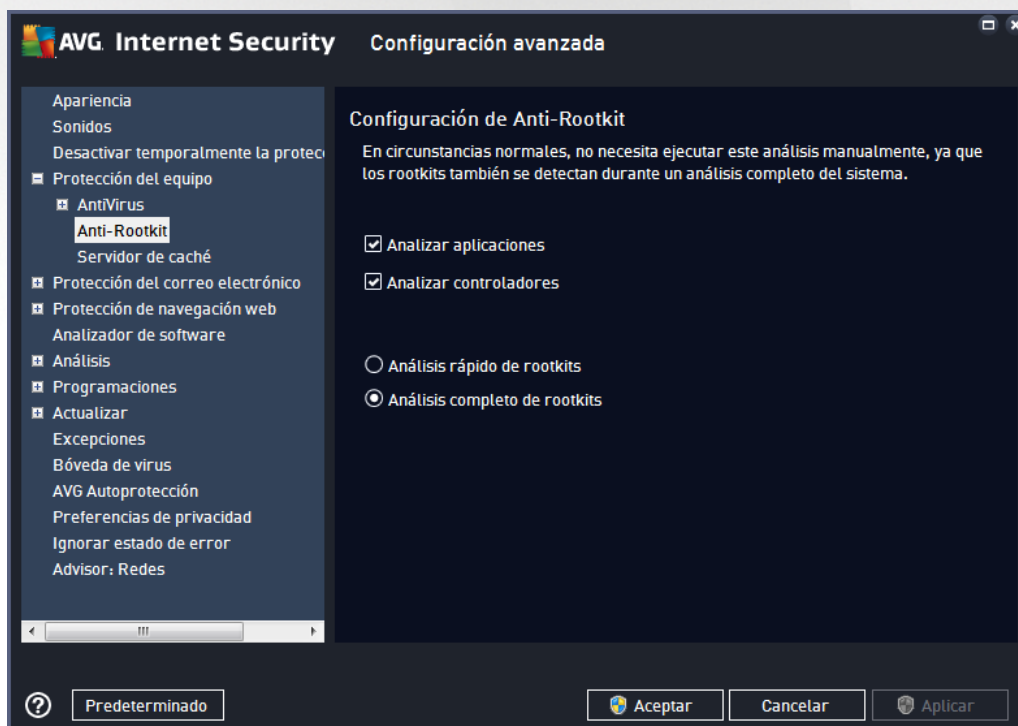 AVG. Internet Security Configuración avanzada
Apariencia
Sonidos
Desactivar temporalmente la protec
Protección del equipo
AntiVirus
Anti-Rootkit
Servidor de caché
Protección del correo electrónico
Protección de navegación web
Analizador de software
Análisis
Programaciones
Actualizar
Excepciones
Bóveda de virus
AVG Autoprotección
Preferencias de privacidad
Ignorar estado de error
Advisor: Redes
Configuración de Anti-Rootkit
En circunstancias normales, no necesita ejecutar este análisis manualmente, ya que
los rootkits también se detectan durante un análisis completo del sistema.
Analizar aplicaciones
Analizar controladores
Análisis rápido de rootkits
Análisis completo de rootkits
? Predeterminado Aceptar Cancelar Aplicar